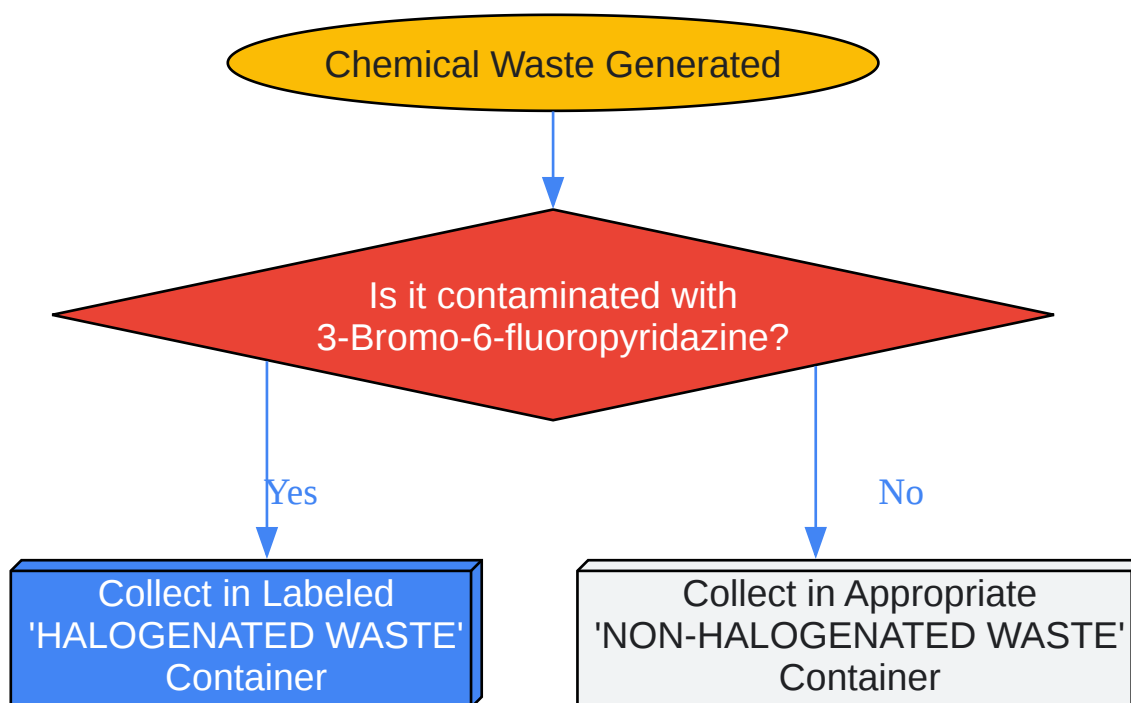 Chemical Waste Generated
Is it contaminated with
3-Bromo-6-fluoropyridazine?
Yes
No
Collect in Labeled
'HALOGENATED WASTE'
Container
Collect in Appropriate
'NON-HALOGENATED WASTE'
Container